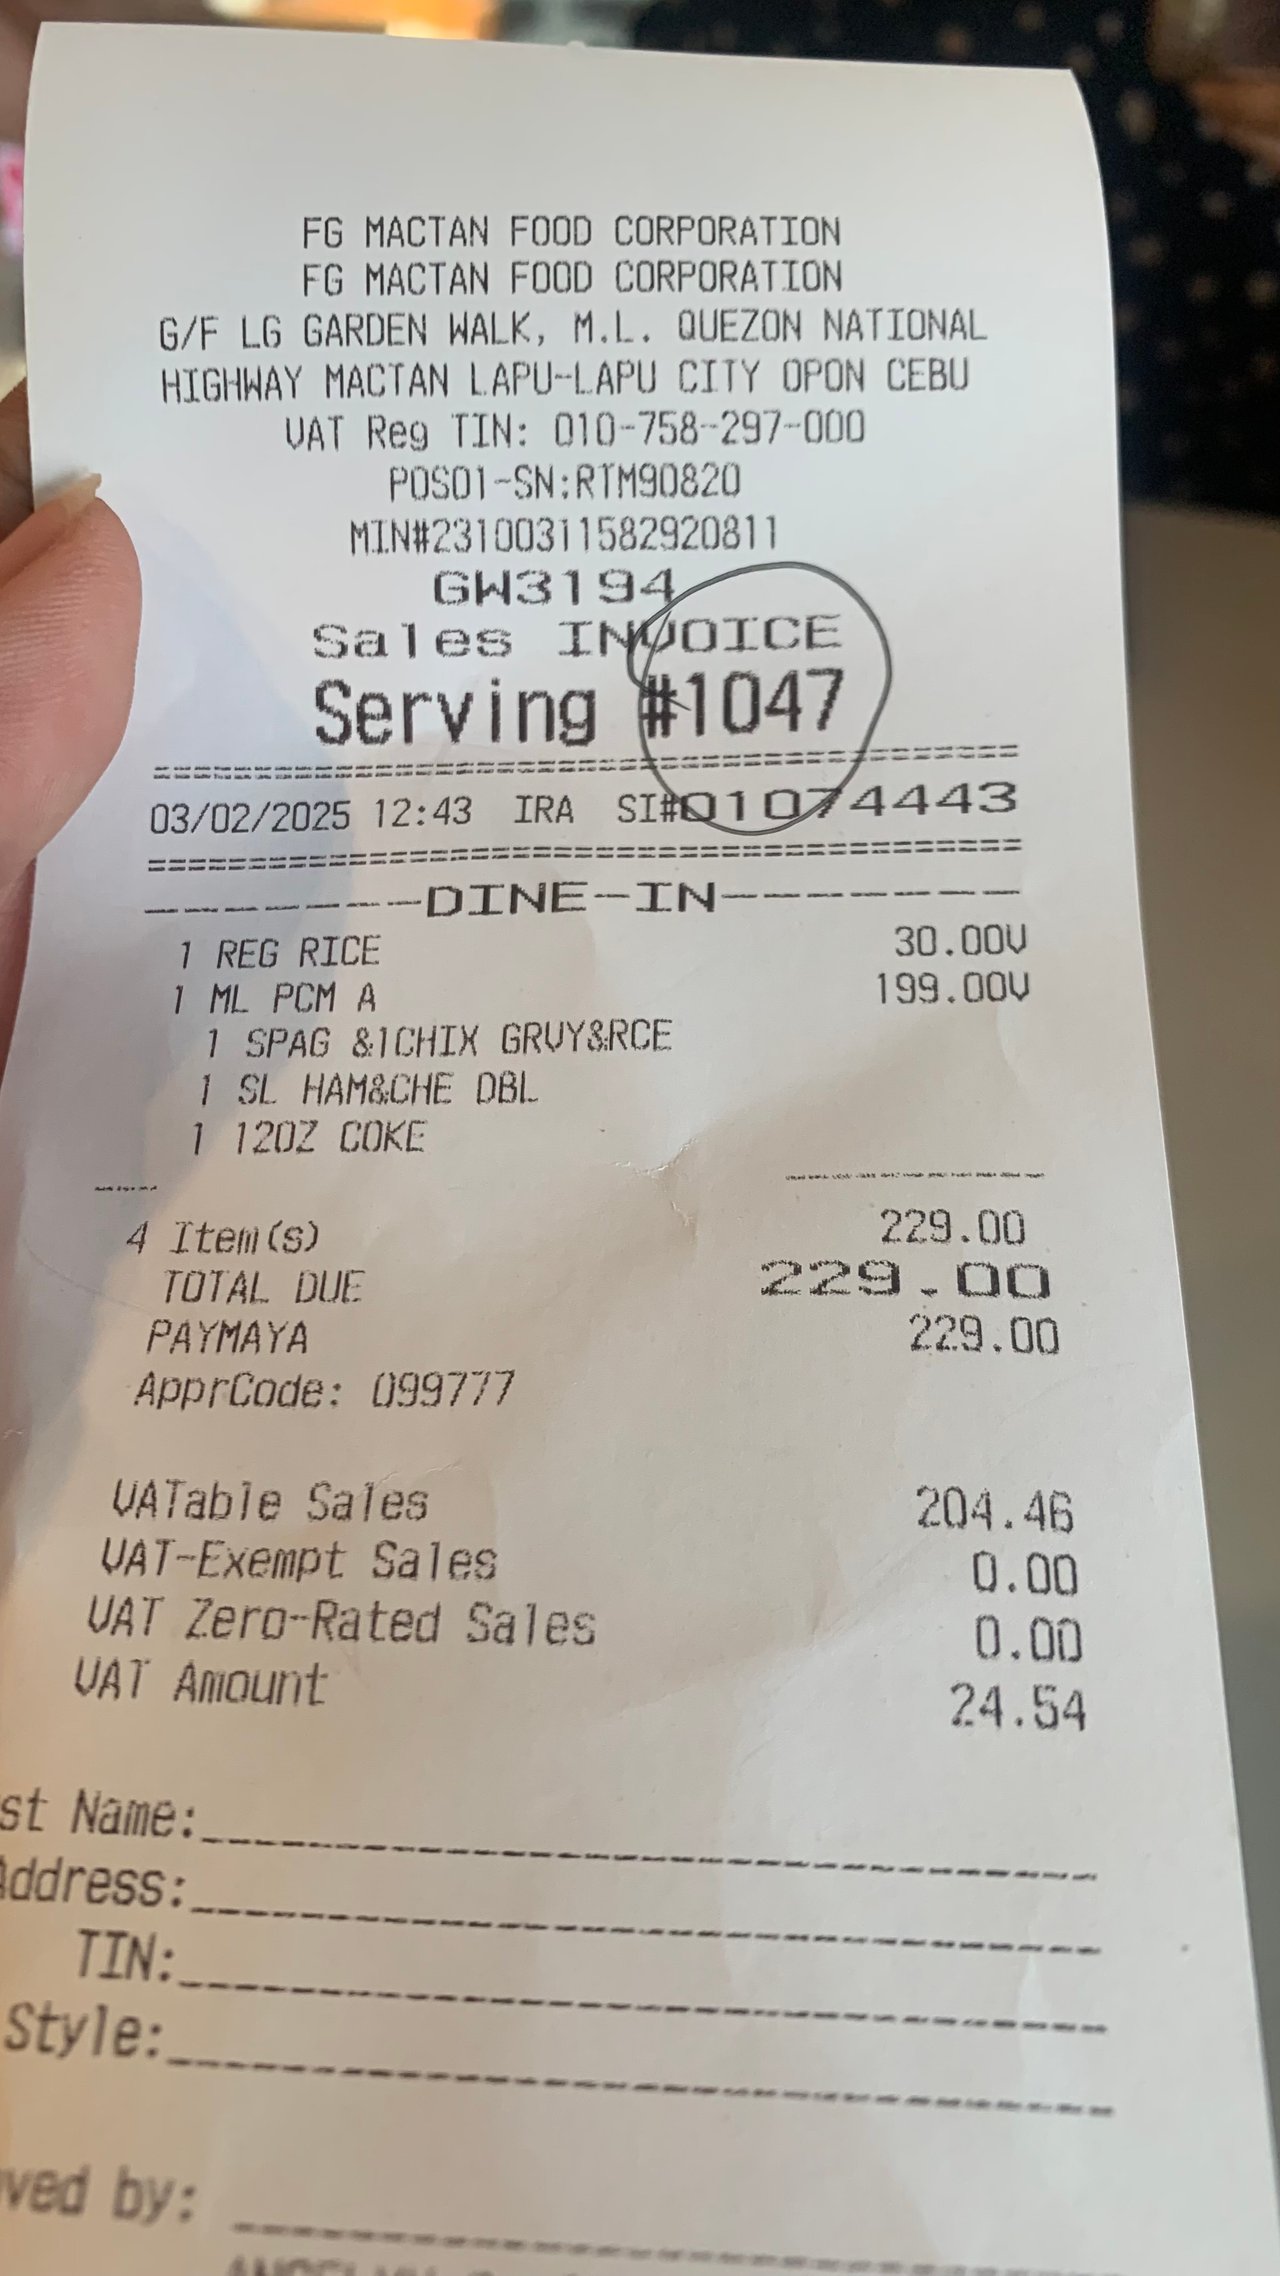 FG MACTAN FOOD CORPORATION
FG MACTAN FOOD CORPORATION
G/F LG GARDEN WALK, M.L. QUEZON NATIONAL
HIGHWAY MACTAN LAPU-LAPU CITY OPON CEBU
VAT Reg TIN: 010-758-297-000
POS01-SN:RTM90820
MIN#23100311582920811
GW3194
Sales INVOICE
Serving #1047
03/02/2025 12:43 IRA SI#01074443
DINE-IN
1 REG RICE 30.00V
1 ML PCM A 199.00V
1 SPAG &1CHIX GRVY&RCE
1 SL HAM&CHE DBL
1 12OZ COKE
4 Item(s) 229.00
TOTAL DUE 229.00
PAYMAYA 229.00
ApprCode: 099777
VATable Sales 204.46
VAT-Exempt Sales 0.00
VAT Zero-Rated Sales 0.00
VAT Amount 24.54
st Name:
Address:
TIN:
Style:
ved by: